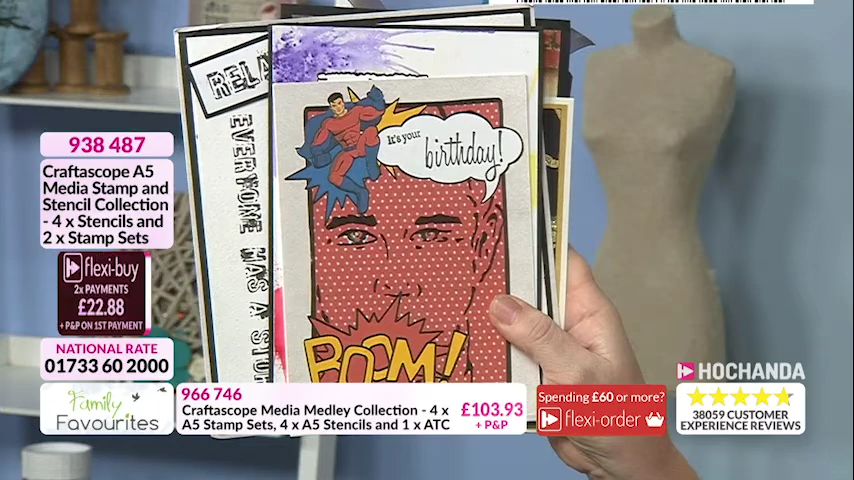 RELA
EVERYONE HAS A STOR
It's your
birthday!
BOOM!
938 487
Craftascope A5
Media Stamp and
Stencil Collection
- 4 x Stencils and
2 x Stamp Sets
flexi-buy
2x PAYMENTS
£22.88
+ P&P ON 1ST PAYMENT
NATIONAL RATE
01733 60 2000
Family
Favourites
966 746
Craftascope Media Medley Collection - 4 x
A5 Stamp Sets, 4 x A5 Stencils and 1 x ATC
£103.93
+ P&P
Spending £60 or more?
flexi-order
HOCHANDA
38059 CUSTOMER
EXPERIENCE REVIEWS